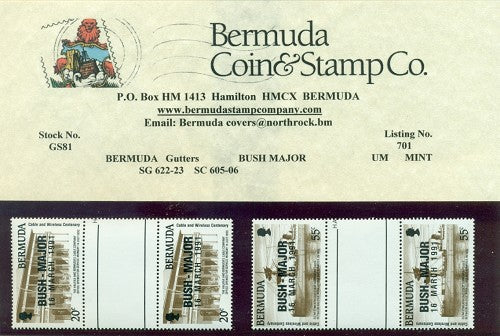 Bermuda
Coin&Stamp Co.
P.O. Box HM 1413 Hamilton HMCX BERMUDA
www.bermudastampcompany.com
Email: Bermuda covers@northrock.bm
Stock No.
GS81
Listing No.
701
BERMUDA Gutters BUSH MAJOR UM MINT
SG 622-23 SC 605-06
BERMUDA
Cable and Wireless Centenary
BUSH-MAJOR
16 MARCH 1991
20c
BERMUDA
Cable and Wireless Centenary
BUSH-MAJOR
16 MARCH 1991
20c
BERMUDA
Cable and Wireless Centenary
BUSH-MAJOR
16 MARCH 1991
55c
BERMUDA
Cable and Wireless Centenary
BUSH-MAJOR
16 MARCH 1991
55c